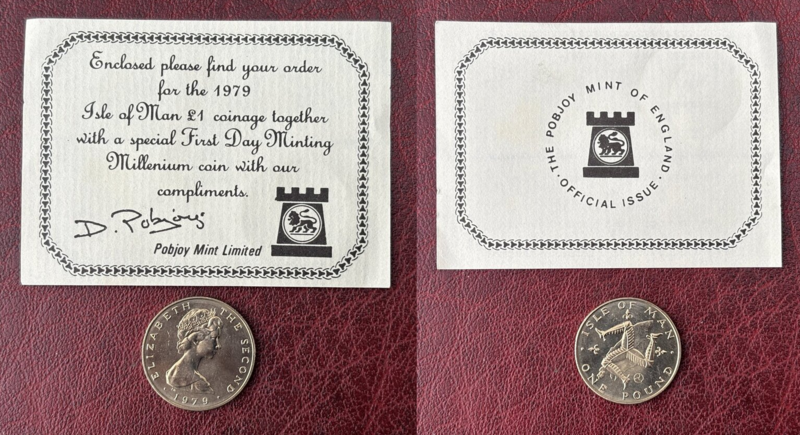 Enclosed please find your order
for the 1979
Isle of Man £1 coinage together
with a special First Day Minting
Millenium coin with our
compliments.
D. Pobjoy
Pobjoy Mint Limited
ELIZABETH THE SECOND
· 1979 ·
· THE POBJOY MINT OF ENGLAND ·
OFFICIAL ISSUE
· ISLE OF MAN ·
ONE POUND